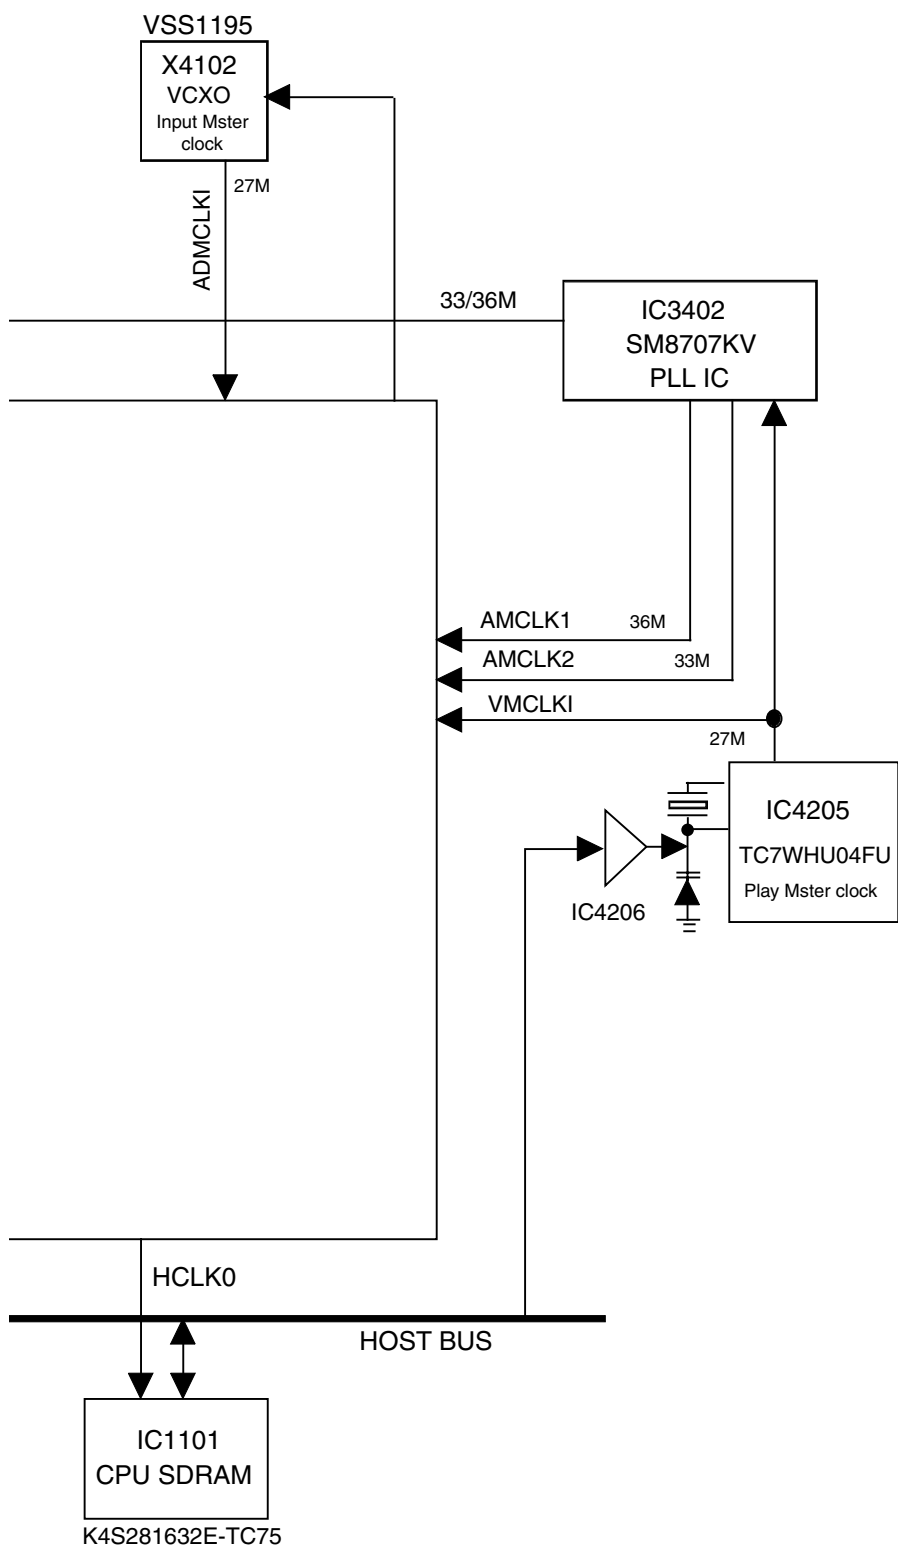 VSS1195
X4102
VCXO
Input Mster
clock
27M
ADMCLKI
33/36M
IC3402
SM8707KV
PLL IC
AMCLK1
36M
AMCLK2
33M
VMCLKI
27M
IC4205
TC7WHU04FU
Play Mster clock
IC4206
HCLK0
HOST BUS
IC1101
CPU SDRAM
K4S281632E-TC75